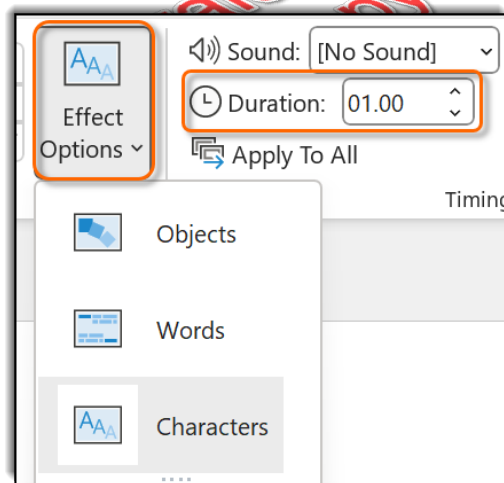 Effect
Options
Sound: [No Sound]
Duration: 01.00
Apply To All
Timing
Objects
Words
Characters